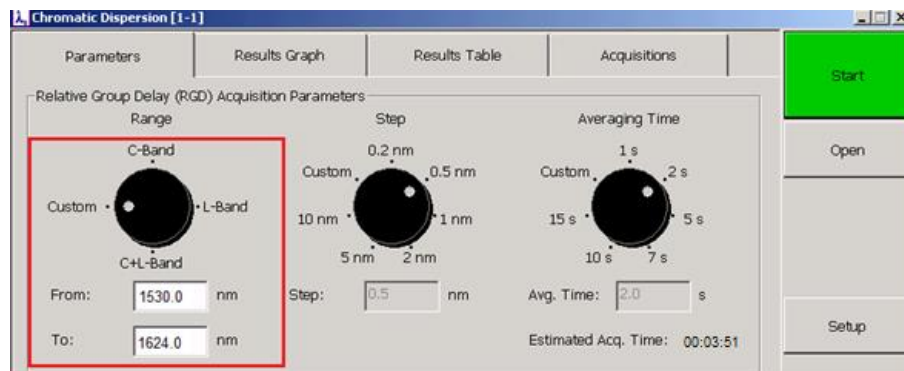 λ Chromatic Dispersion [1-1]
Parameters Results Graph Results Table Acquisitions
Start
Relative Group Delay (RGD) Acquisition Parameters
Range Step Averaging Time
C-Band 0.2 nm 1 s
Open
Custom 0.5 nm Custom 2 s
Custom L-Band 10 nm 1 nm 15 s 5 s
C+L-Band 5 nm 2 nm 10 s 7 s
From: 1530.0 nm Step: 0.5 nm Avg. Time: 2.0 s
To: 1624.0 nm Estimated Acq. Time: 00:03:51
Setup